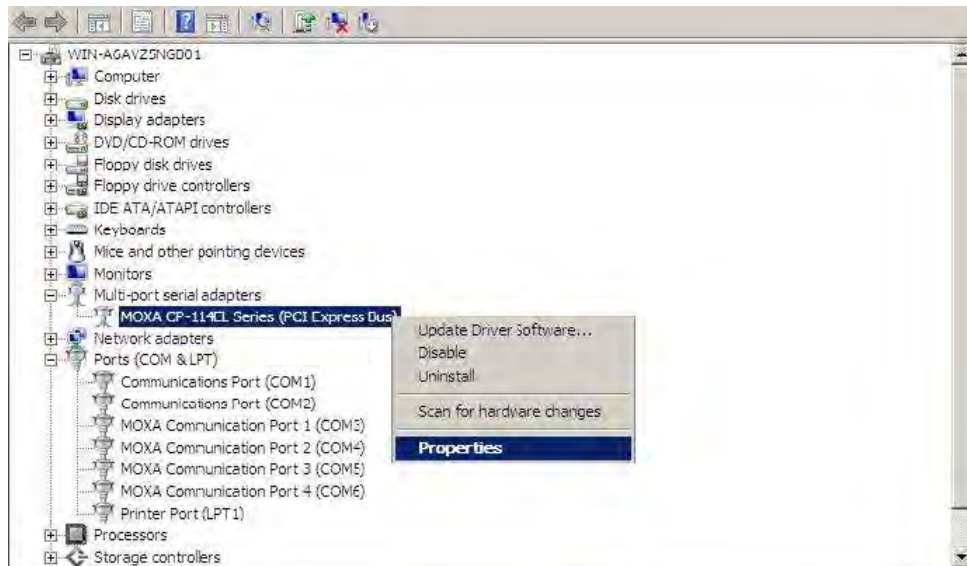 WIN-AGAVZ5NGD01
Computer
Disk drives
Display adapters
DVD/CD-ROM drives
Floppy disk drives
Floppy drive controllers
IDE ATA/ATAPI controllers
Keyboards
Mice and other pointing devices
Monitors
Multi-port serial adapters
MOXA CP-114EL Series (PCI Express Bus)
Network adapters
Ports (COM & LPT)
Communications Port (COM1)
Communications Port (COM2)
MOXA Communication Port 1 (COM3)
MOXA Communication Port 2 (COM4)
MOXA Communication Port 3 (COM5)
MOXA Communication Port 4 (COM6)
Printer Port (LPT1)
Processors
Storage controllers
Update Driver Software...
Disable
Uninstall
Scan for hardware changes
Properties